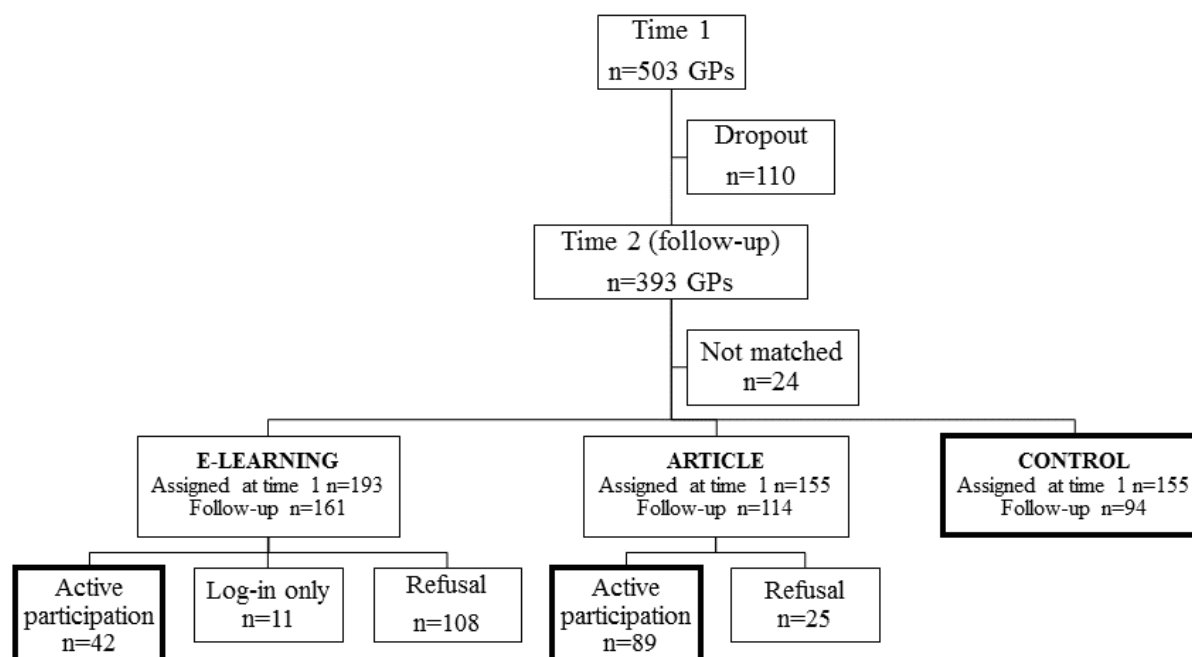 Time 1
n=503 GPs
Dropout
n=110
Time 2 (follow-up)
n=393 GPs
Not matched
n=24
E-LEARNING
Assigned at time 1 n=193
Follow-up n=161
ARTICLE
Assigned at time 1 n=155
Follow-up n=114
CONTROL
Assigned at time 1 n=155
Follow-up n=94
Active
participation
n=42
Log-in only
n=11
Refusal
n=108
Active
participation
n=89
Refusal
n=25